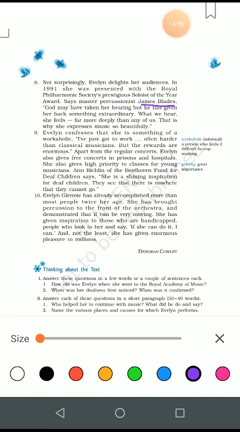 8. Not surprisingly, Evelyn delights her audiences. In
1991 she was presented with the Royal
Philharmonic Society's prestigious Soloist of the Year
Award. Says master percussionist James Blades,
"God may have taken her hearing but he has given
her back something extraordinary. What we hear,
she feels — far more deeply than any of us. That is
why she expresses music so beautifully."
9. Evelyn confesses that she is something of a
workaholic. "I've just got to work ... often harder
than classical musicians. But the rewards are
enormous." Apart from the regular concerts, Evelyn
also gives free concerts in prisons and hospitals.
She also gives high priority to classes for young
musicians. Ann Richlin of the Beethoven Fund for
Deaf Children says, "She is a shining inspiration
for deaf children. They see that there is nowhere
that they cannot go."
workaholic (informal):
a person who finds it
difficult to stop
working
priority: great
importance
10. Evelyn Glennie has already accomplished more than
most people twice her age. She has brought
percussion to the front of the orchestra, and
demonstrated that it can be very moving. She has
given inspiration to those who are handicapped,
people who look to her and say, 'If she can do it, I
can.' And, not the least, she has given enormous
pleasure to millions.
DEBORAH COWLEY
Thinking about the Text
I. Answer these questions in a few words or a couple of sentences each.
1. How old was Evelyn when she went to the Royal Academy of Music?
2. When was her deafness first noticed? When was it confirmed?
II. Answer each of these questions in a short paragraph (30–40 words).
1. Who helped her to continue with music? What did he do and say?
2. Name the various places and causes for which Evelyn performs.
Size